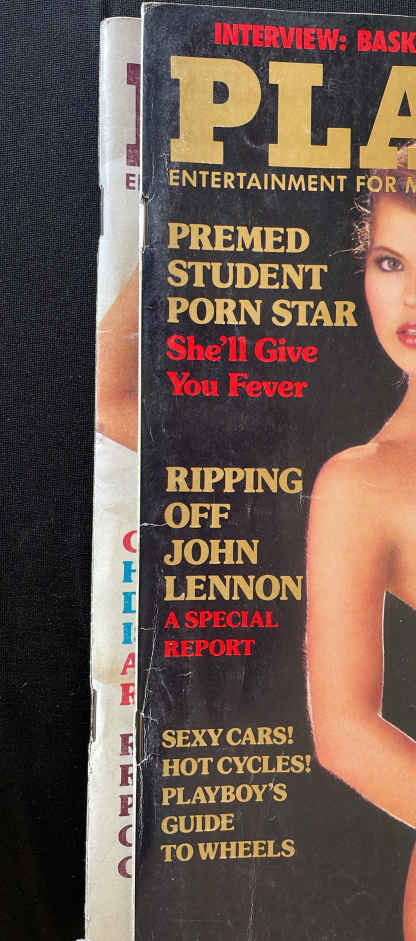 INTERVIEW: BASK
PLA
ENTERTAINMENT FOR M
PREMED
STUDENT
PORN STAR
She'll Give
You Fever
RIPPING
OFF
JOHN
LENNON
A SPECIAL
REPORT
SEXY CARS!
HOT CYCLES!
PLAYBOY'S
GUIDE
TO WHEELS